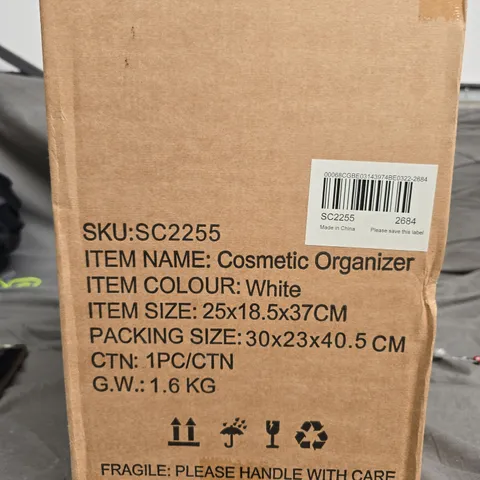 00068CGBE03143974BE0322-2684
SC2255 2684
Made in China Please save this label
SKU:SC2255
ITEM NAME: Cosmetic Organizer
ITEM COLOUR: White
ITEM SIZE: 25x18.5x37CM
PACKING SIZE: 30x23x40.5 CM
CTN: 1PC/CTN
G.W.: 1.6 KG
FRAGILE: PLEASE HANDLE WITH CARE